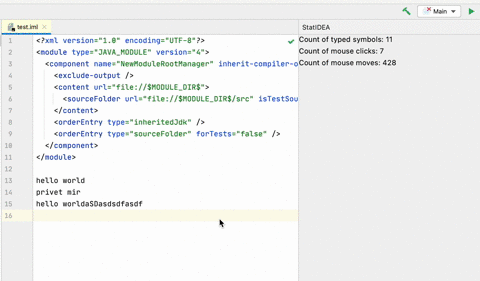 Main
test.iml
StatIDEA
1 <?xml version="1.0" encoding="UTF-8"?>
2 <module type="JAVA_MODULE" version="4">
3 <component name="NewModuleRootManager" inherit-compiler-o
4 <exclude-output />
5 <content url="file://$MODULE_DIR$">
6 <sourceFolder url="file://$MODULE_DIR$/src" isTestSou
7 </content>
8 <orderEntry type="inheritedJdk" />
9 <orderEntry type="sourceFolder" forTests="false" />
10 </component>
11 </module>
12
13 hello world
14 privet mir
15 hello worldaSDasdsdfasdf
16
Count of typed symbols: 11
Count of mouse clicks: 7
Count of mouse moves: 428